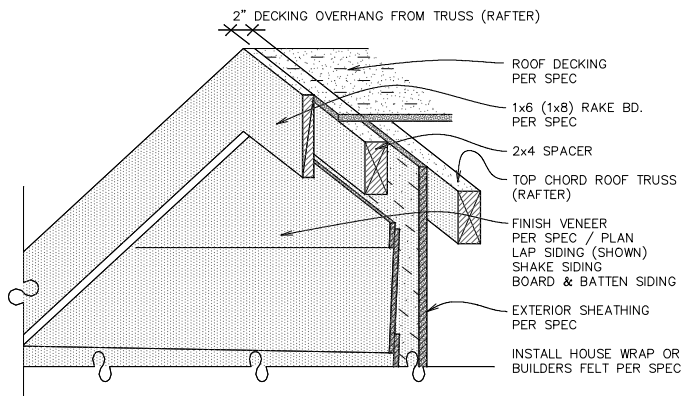 2" DECKING OVERHANG FROM TRUSS (RAFTER)
ROOF DECKING
PER SPEC
1x6 (1x8) RAKE BD.
PER SPEC
2x4 SPACER
TOP CHORD ROOF TRUSS
(RAFTER)
FINISH VENEER
PER SPEC / PLAN
LAP SIDING (SHOWN)
SHAKE SIDING
BOARD & BATTEN SIDING
EXTERIOR SHEATHING
PER SPEC
INSTALL HOUSE WRAP OR
BUILDERS FELT PER SPEC